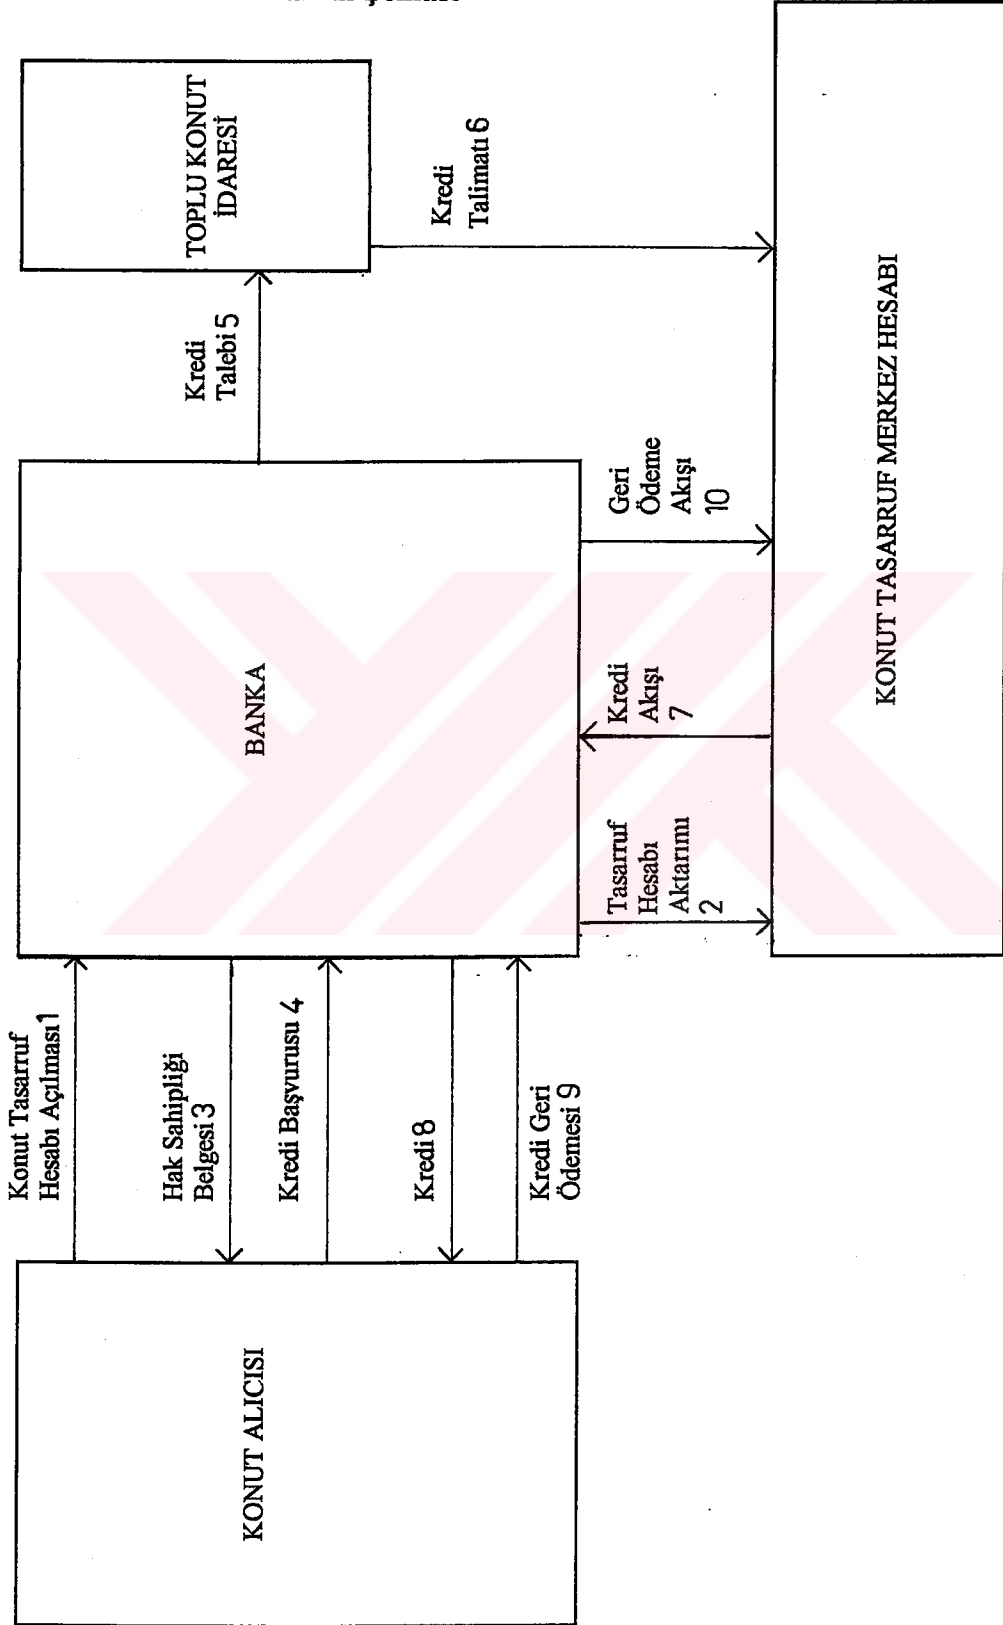 TOPLU KONUT
İDARESİ
Kredi
Talimatı 6
Kredi
Talebi 5
KONUT TASARRUF MERKEZ HESABI
BANKA
Geri
Ödeme
Akışı
10
Kredi
Akışı
7
Tasarruf
Hesabı
Aktarımı
2
Konut Tasarruf
Hesabı Açılması 1
Hak Sahipliği
Belgesi 3
Kredi Başvurusu 4
Kredi 8
Kredi Geri
Ödemesi 9
KONUT ALICISI